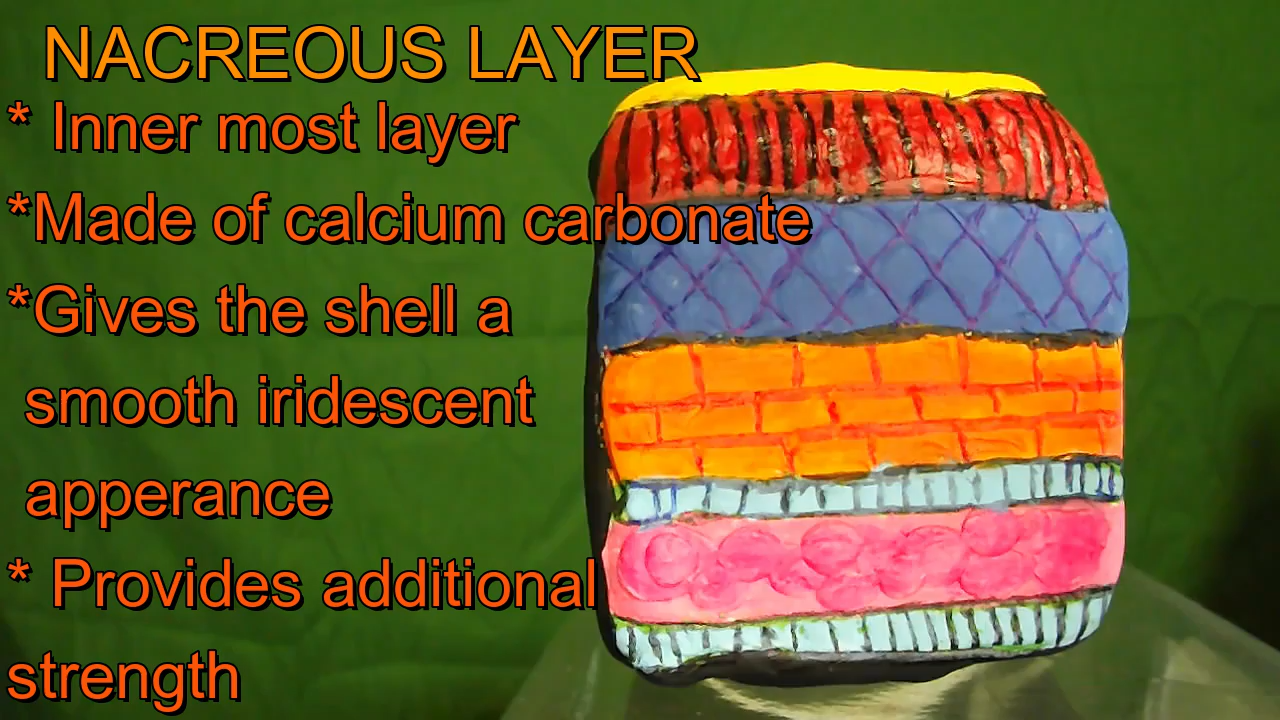 NACREOUS LAYER
* Inner most layer
*Made of calcium carbonate
*Gives the shell a
smooth iridescent
apperance
* Provides additional
strength